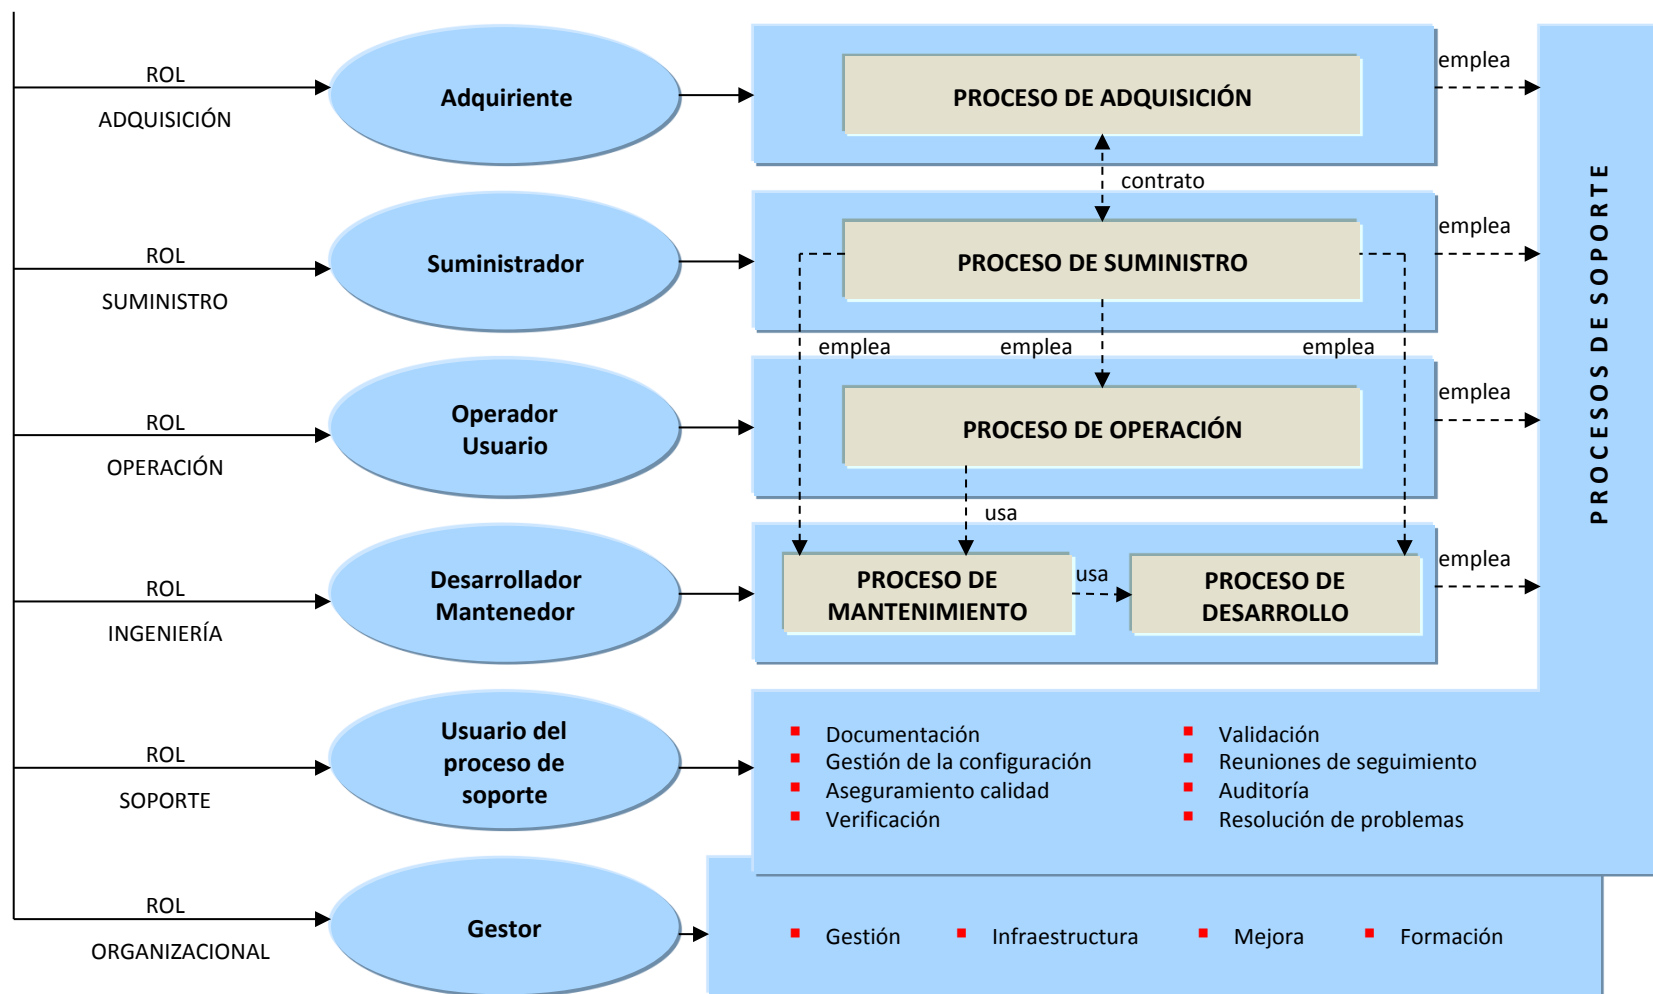 ROL
ADQUISICIÓN
Adquiriente
PROCESO DE ADQUISICIÓN
emplea
contrato
ROL
SUMINISTRO
Suministrador
PROCESO DE SUMINISTRO
emplea
emplea
emplea
emplea
ROL
OPERACIÓN
Operador
Usuario
PROCESO DE OPERACIÓN
emplea
usa
ROL
INGENIERÍA
Desarrollador
Mantenedor
PROCESO DE
MANTENIMIENTO
usa
PROCESO DE
DESARROLLO
emplea
PROCESOS DE SOPORTE
ROL
SOPORTE
Usuario del
proceso de
soporte
Documentación
Gestión de la configuración
Aseguramiento calidad
Verificación
Validación
Reuniones de seguimiento
Auditoría
Resolución de problemas
ROL
ORGANIZACIONAL
Gestor
Gestión
Infraestructura
Mejora
Formación